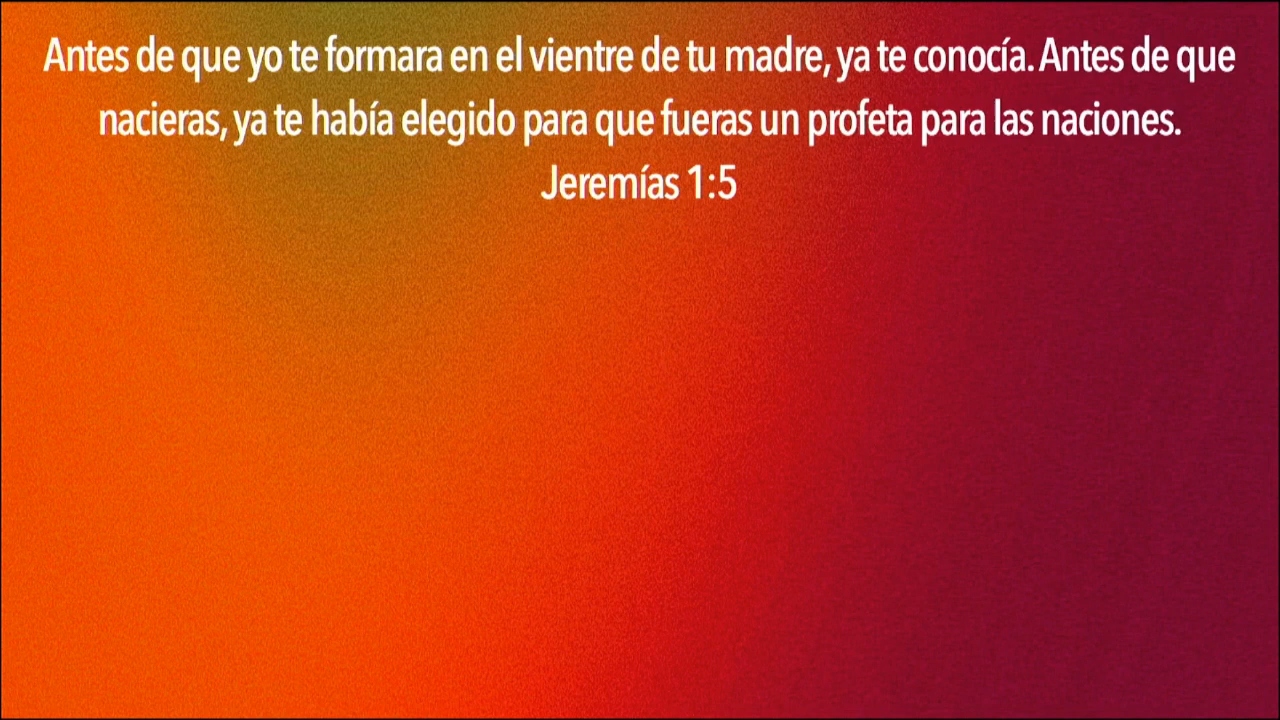 Antes de que yo te formara en el vientre de tu madre, ya te conocía. Antes de que
nacieras, ya te había elegido para que fueras un profeta para las naciones.
Jeremías 1:5